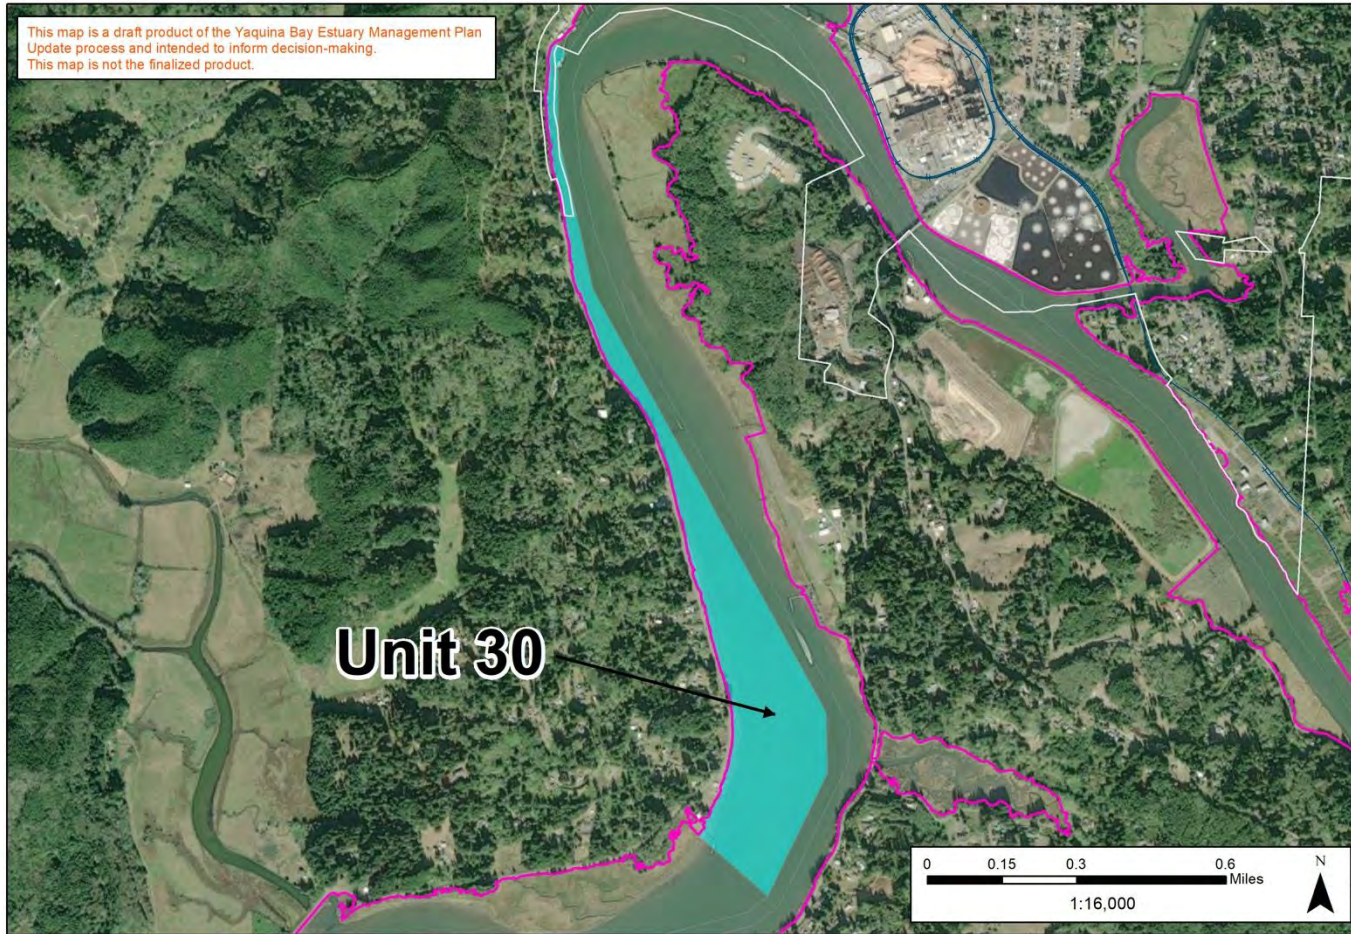 This map is a draft product of the Yaquina Bay Estuary Management Plan
Update process and intended to inform decision-making.
This map is not the finalized product.
Unit 30
0 0.15 0.3 0.6
Miles
1:16,000
N